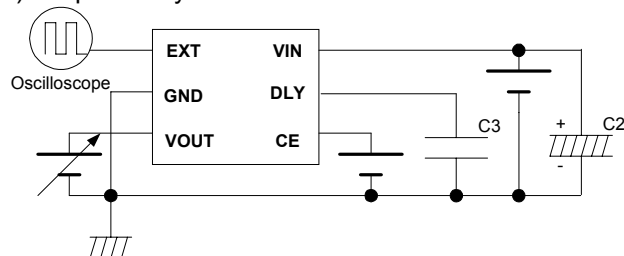 EXT VIN
Oscilloscope
GND DLY
C3
+ C2
VOUT CE
-